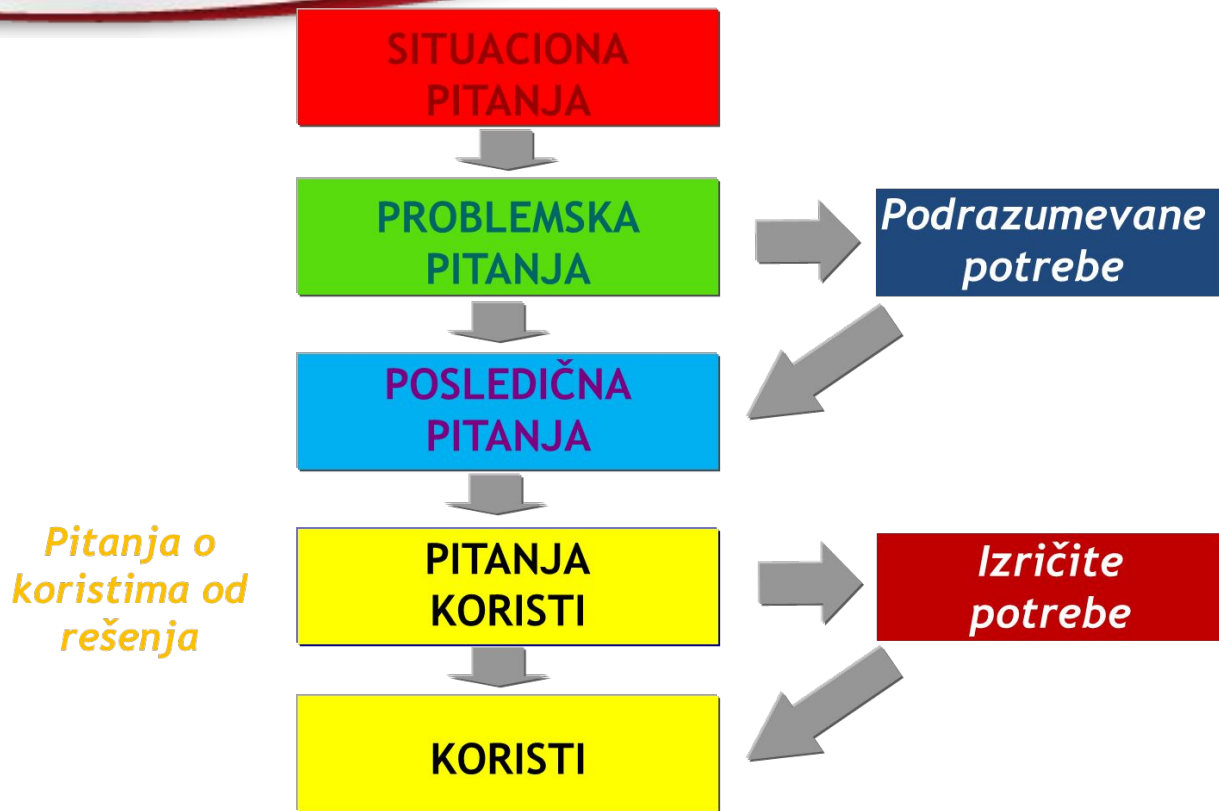 SITUACIONA
PITANJA
PROBLEMSKA
PITANJA
Podrazumevane
potrebe
POSLEDIČNA
PITANJA
Pitanja o
koristima od
rešenja
PITANJA
KORISTI
Izričite
potrebe
KORISTI